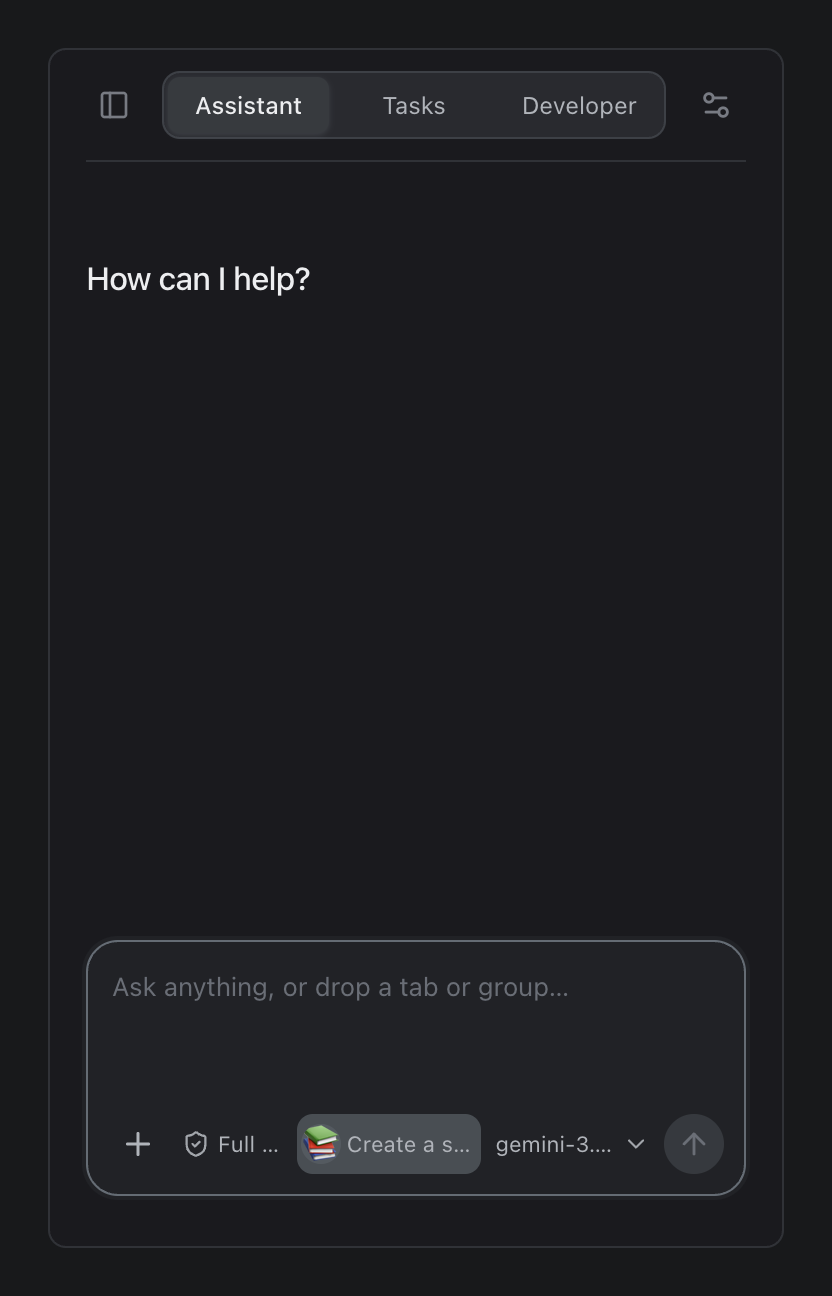 Assistant Tasks Developer
How can I help?
Ask anything, or drop a tab or group...
Full ... Create a s... gemini-3....